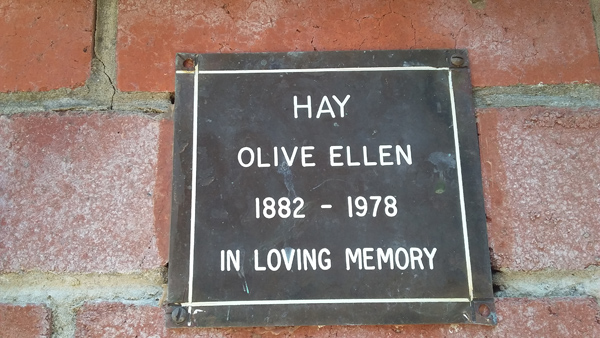 HAY
OLIVE ELLEN
1882 - 1978
IN LOVING MEMORY